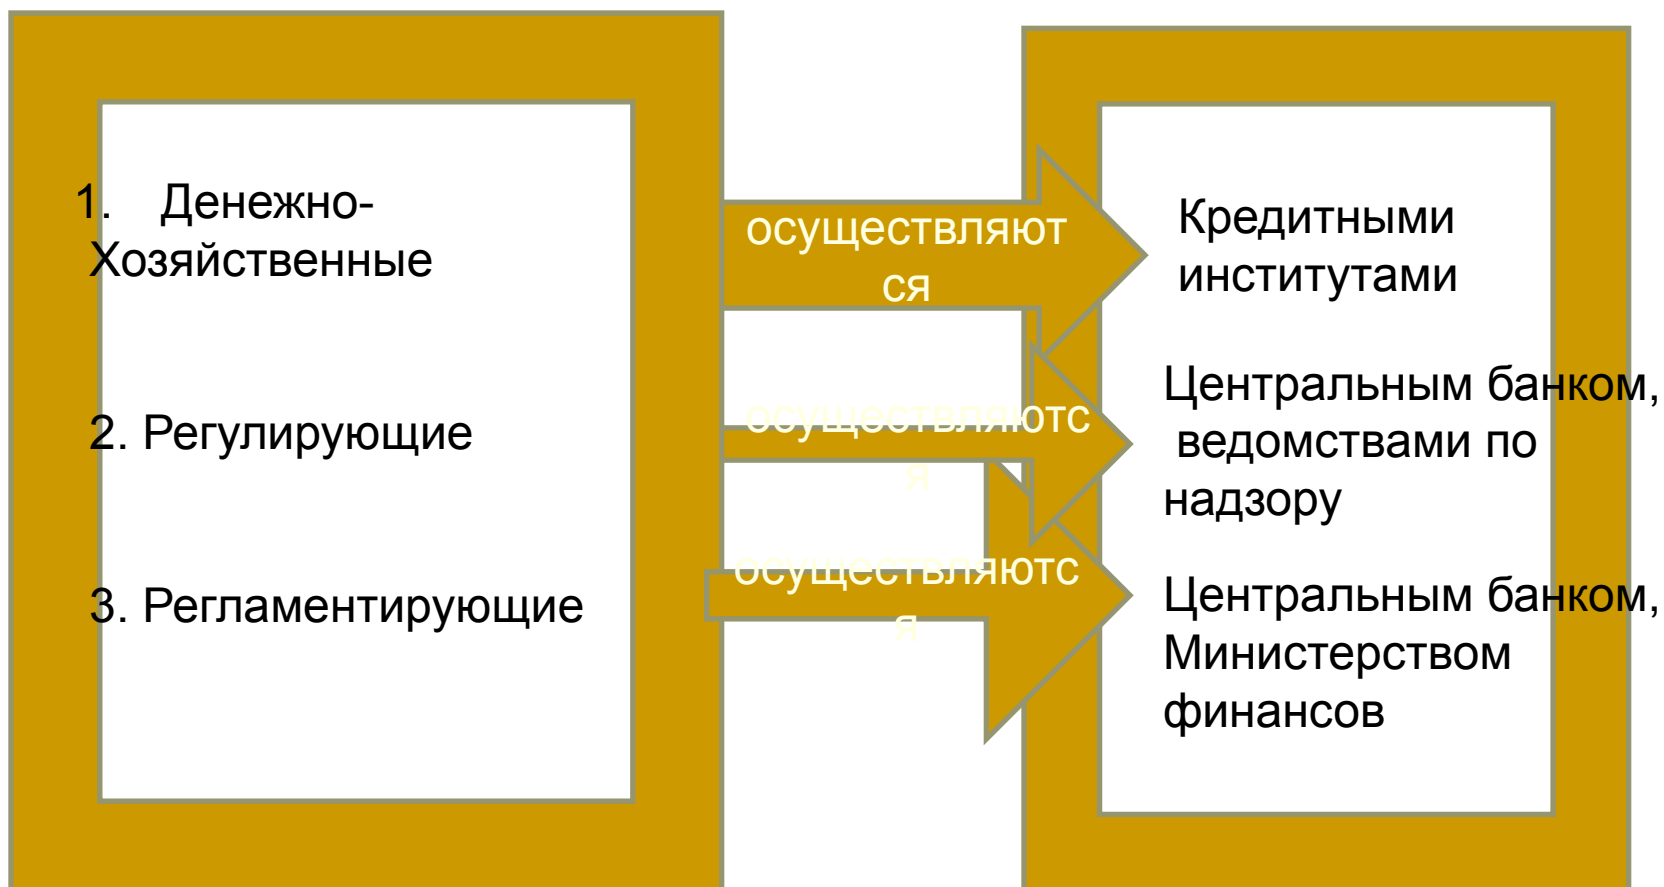 1. Денежно-
Хозяйственные
осуществляют
ся
Кредитными
институтами
2. Регулирующие
осуществляютс
я
Центральным банком,
ведомствами по
надзору
3. Регламентирующие
осуществляютс
я
Центральным банком,
Министерством
финансов